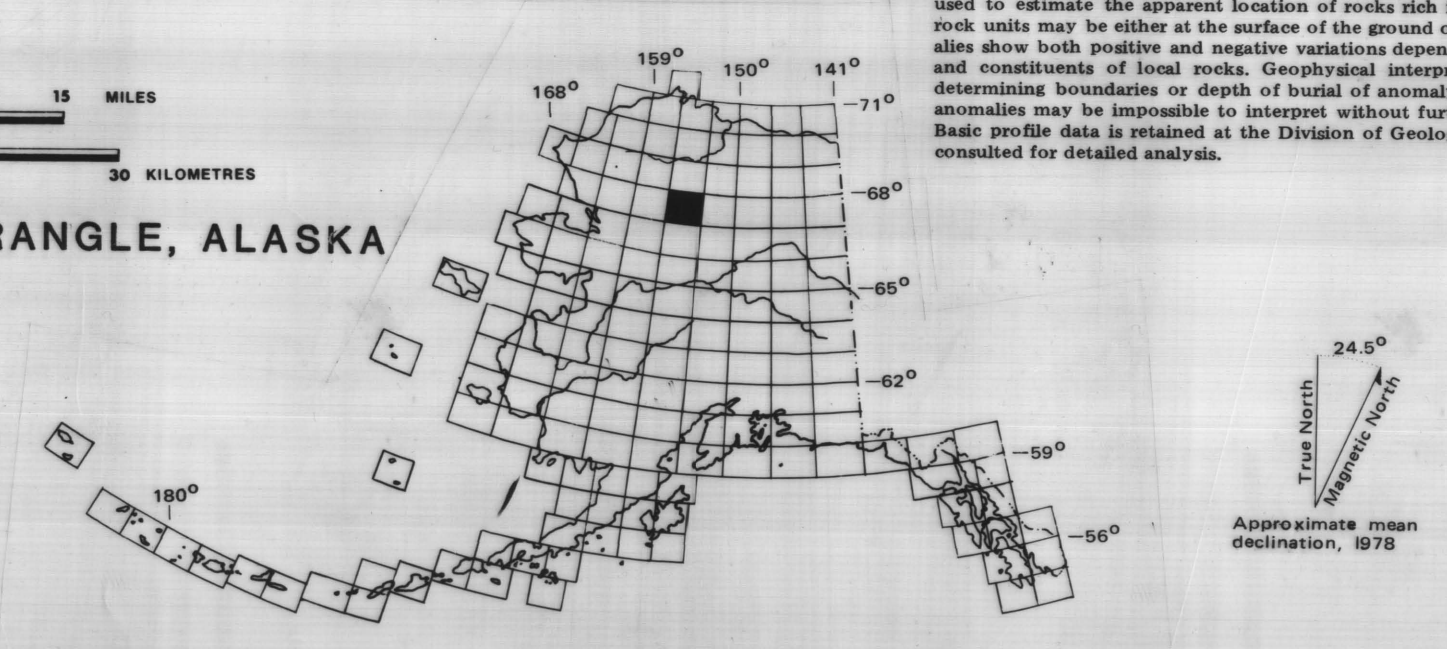 used to estimate the apparent location of rocks rich
rock units may be either at the surface of the ground
alies show both positive and negative variations depen
and constituents of local rocks. Geophysical interpr
determining boundaries or depth of burial of anomal
anomalies may be impossible to interpret without fur
Basic profile data is retained at the Division of Geolo
consulted for detailed analysis.
15 MILES
30 KILOMETRES
RANGLE, ALASKA
168°
159°
150°
141°
71°
68°
65°
62°
59°
56°
180°
24.5°
True North
Magnetic North
Approximate mean
declination, 1978